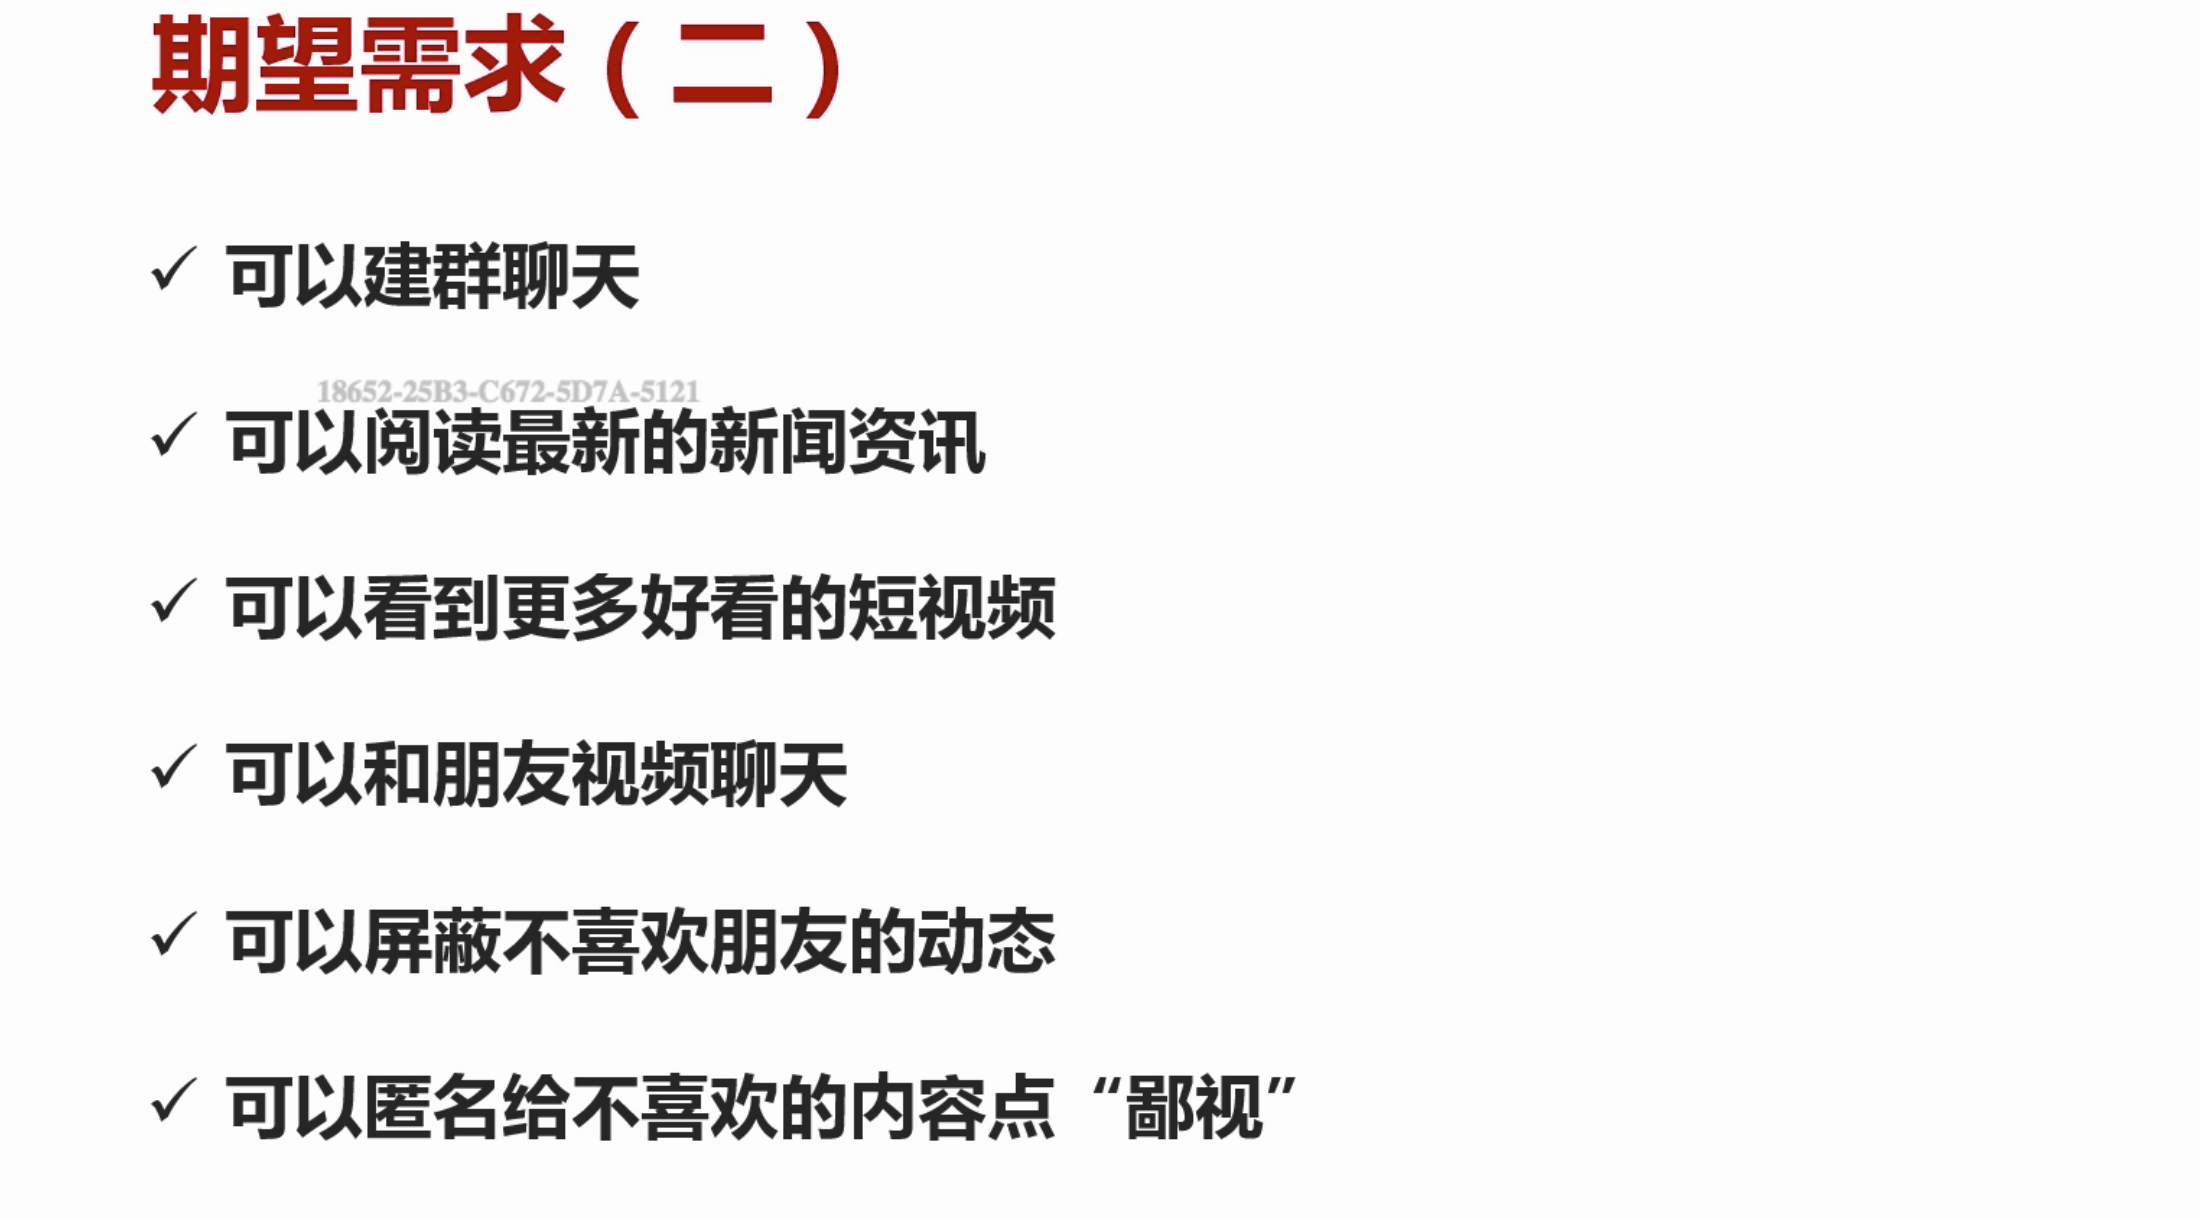 期望需求（二）
✓ 可以建群聊天
18652-25B3-C672-5D7A-5121
✓ 可以阅读最新的新闻资讯
✓ 可以看到更多好看的短视频
✓ 可以和朋友视频聊天
✓ 可以屏蔽不喜欢朋友的动态
✓ 可以匿名给不喜欢的内容点“鄙视”